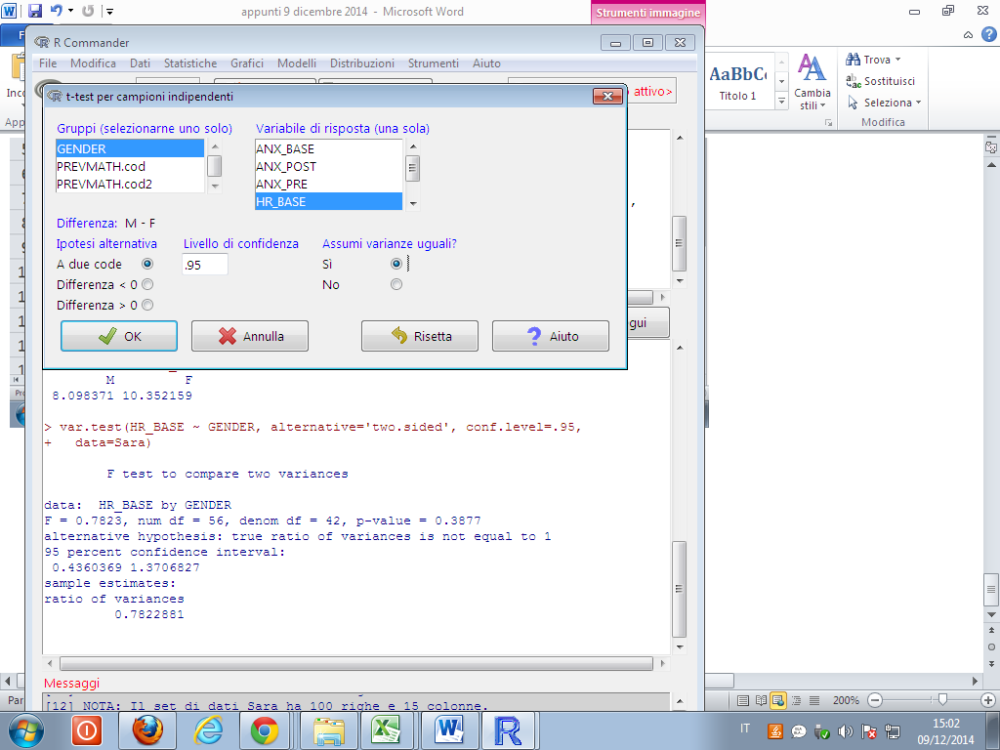 appunti 9 dicembre 2014 - Microsoft Word
Strumenti immagine
R Commander
File Modifica Dati Statistiche Grafici Modelli Distribuzioni Strumenti Aiuto
attivo>
t-test per campioni indipendenti
Gruppi (selezionarne uno solo) Variabile di risposta (una sola)
GENDER
PREVMATH.cod
PREVMATH.cod2
ANX_BASE
ANX_POST
ANX_PRE
HR_BASE
Differenza: M - F
Ipotesi alternativa Livello di confidenza Assumi varianze uguali?
A due code .95 Sì
Differenza < 0 No
Differenza > 0
OK Annulla Risetta Aiuto
gui
AaBbCc
Titolo 1
Cambia
stili
Trova
Sostituisci
Seleziona
Modifica
M F
8.098371 10.352159
> var.test(HR_BASE ~ GENDER, alternative='two.sided', conf.level=.95,
+ data=Sara)
F test to compare two variances
data: HR_BASE by GENDER
F = 0.7823, num df = 56, denom df = 42, p-value = 0.3877
alternative hypothesis: true ratio of variances is not equal to 1
95 percent confidence interval:
0.4360369 1.3706827
sample estimates:
ratio of variances
0.7822881
Messaggi
[12] NOTA: Il set di dati Sara ha 100 righe e 15 colonne.
Par
200%
IT
15:02
09/12/2014